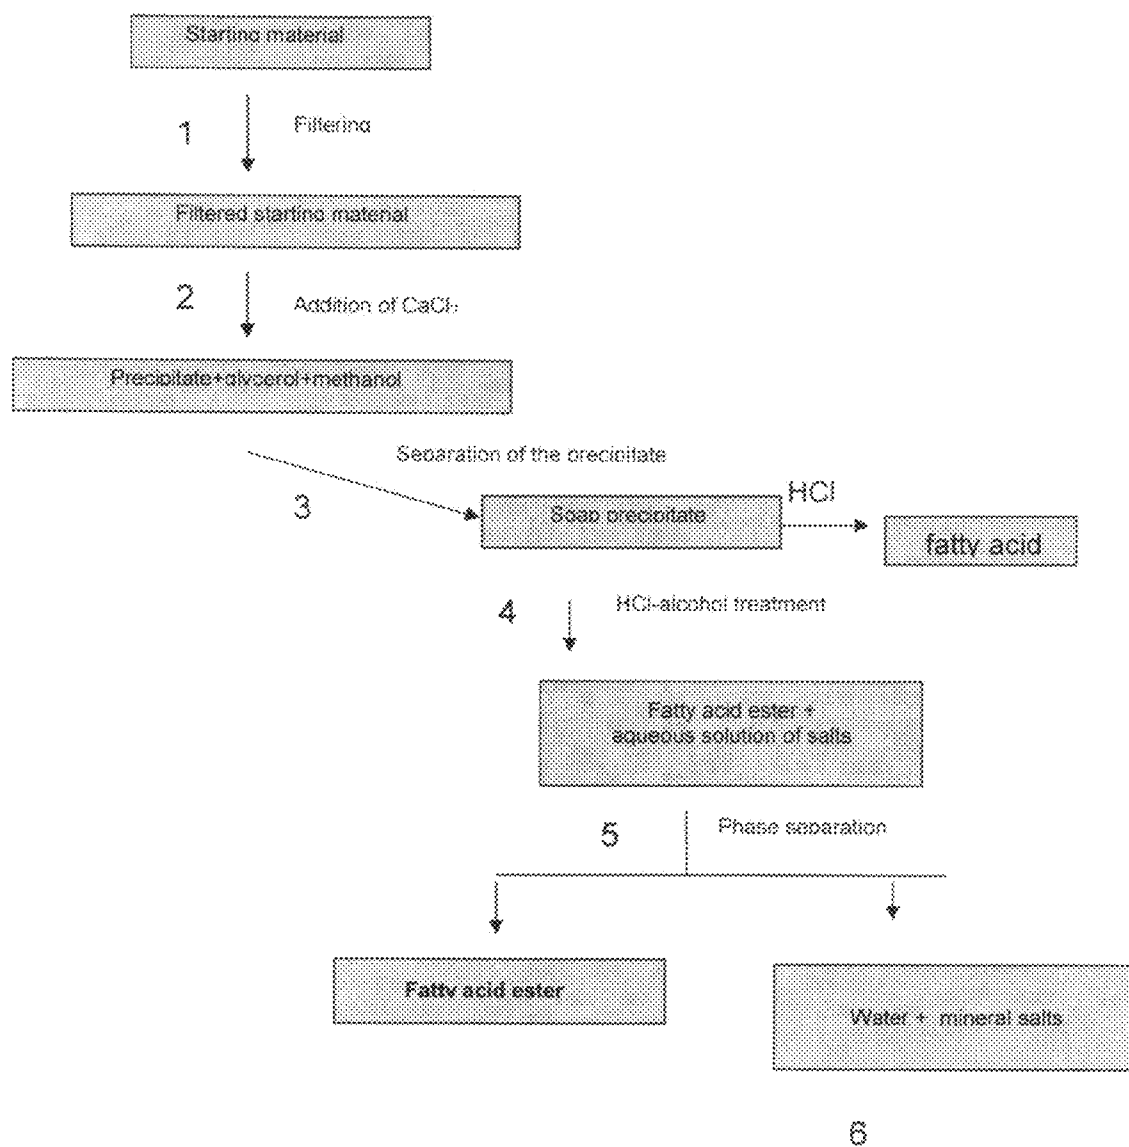 Starting material
1
Filtering
Filtered starting material
2
Addition of CaCl₂
Precipitate+glycerol+methanol
Separation of the precipitate
3
Soap precipitate
HCl
fatty acid
4
HCl-alcohol treatment
Fatty acid ester +
aqueous solution of salts
5
Phase separation
Fatty acid ester
Water + mineral salts
6